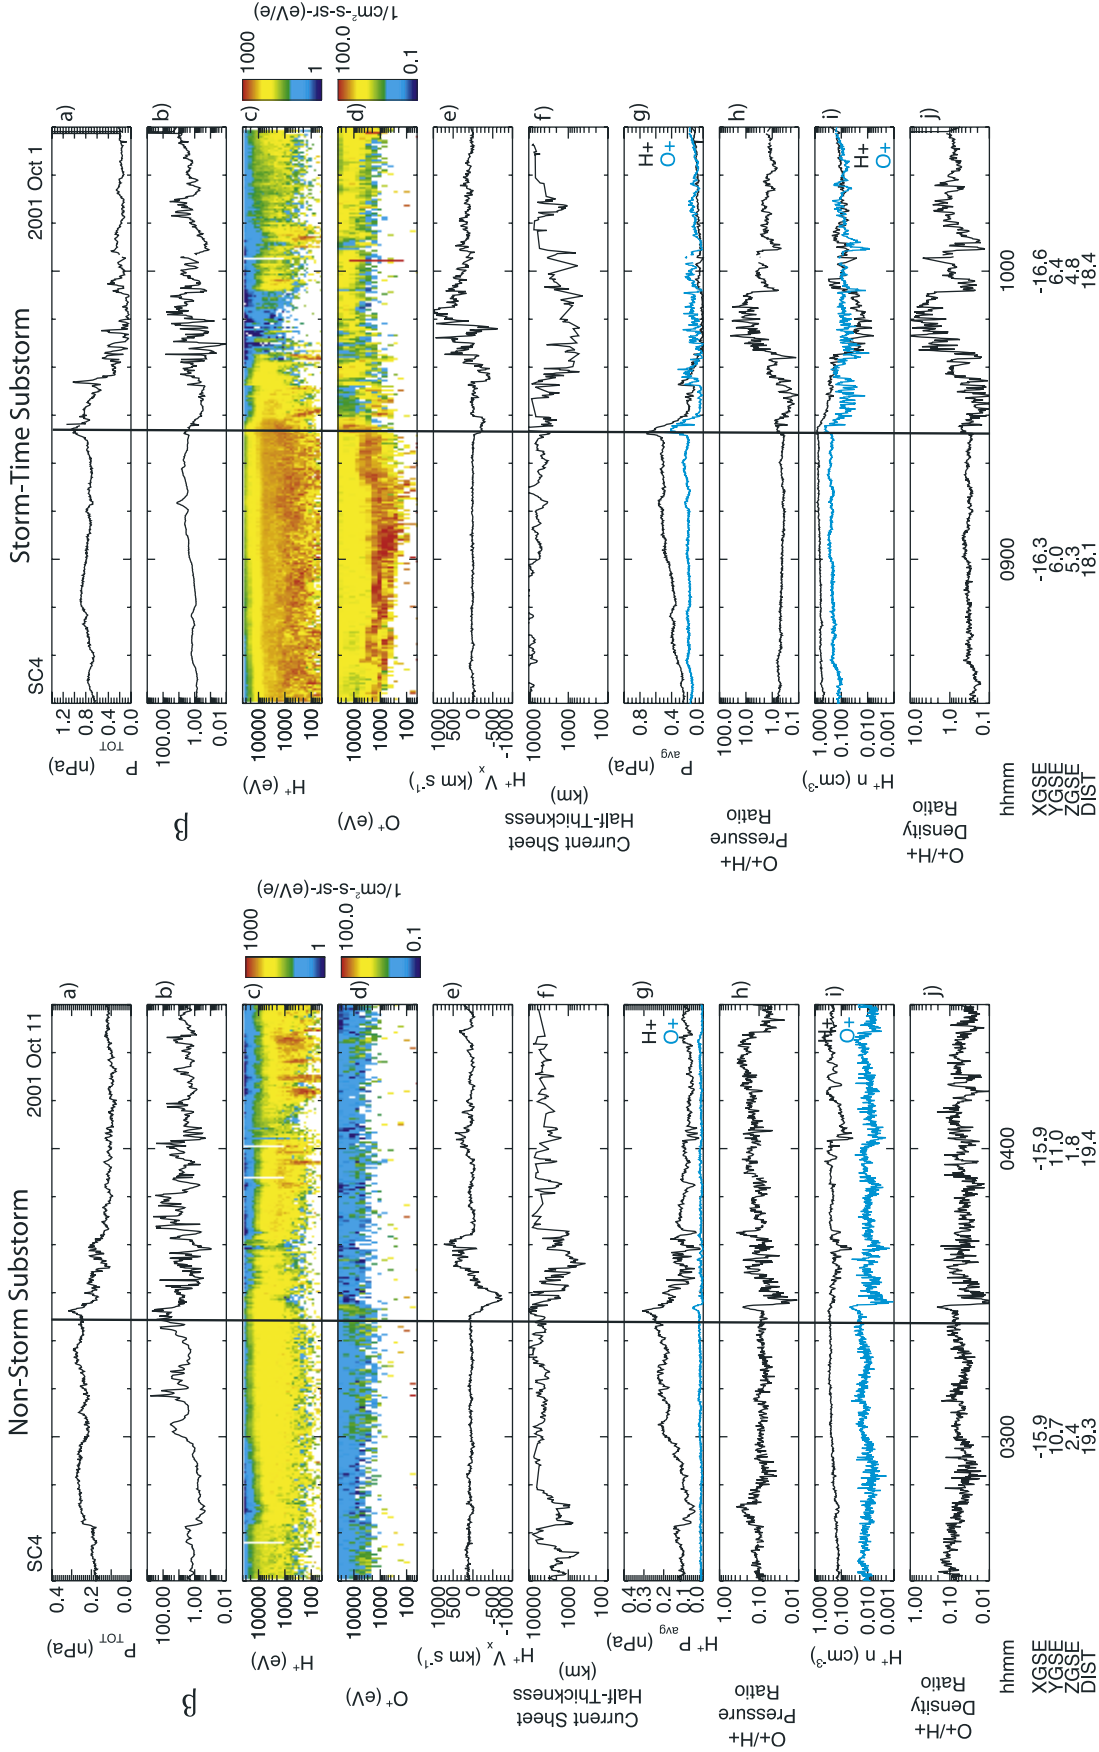 Non-Storm Substorm
SC4
2001 Oct 11
P TOT (nPa)
0.4
0.2
0.0
a)
β
100.00
1.00
0.01
b)
H+ (eV)
10000
1000
100
c)
1000
1
1/cm²-s-sr-(eV/e)
O+ (eV)
10000
1000
100
d)
100.0
0.1
H+ Vx (km s-1)
1000
500
0
-500
-1000
e)
Current Sheet
Half-Thickness
(km)
10000
1000
100
f)
H+ P avg (nPa)
0.4
0.3
0.2
0.1
0.0
g)
H+
O+
O+/H+
Pressure
Ratio
1.00
0.10
0.01
h)
H+ n (cm-3)
1.000
0.100
0.010
0.001
i)
H+
O+
O+/H+
Density
Ratio
1.00
0.10
0.01
j)
hhmm 0300 0400
XGSE -15.9 -15.9
YGSE 10.7 11.0
ZGSE 2.4 1.8
DIST 19.3 19.4
Storm-Time Substorm
SC4
2001 Oct 1
P TOT (nPa)
1.2
0.8
0.4
0.0
a)
β
100.00
1.00
0.01
b)
H+ (eV)
10000
1000
100
c)
1000
1
1/cm²-s-sr-(eV/e)
O+ (eV)
10000
1000
100
d)
100.0
0.1
H+ Vx (km s-1)
1000
500
0
-500
-1000
e)
Current Sheet
Half-Thickness
(km)
10000
1000
100
f)
P avg (nPa)
0.8
0.4
0.0
g)
H+
O+
O+/H+
Pressure
Ratio
10.0
1.0
0.1
h)
H+ n (cm-3)
1.000
0.100
0.010
0.001
i)
H+
O+
O+/H+
Density
Ratio
10.0
1.0
0.1
j)
hhmm 0900 1000
XGSE -16.3 -16.6
YGSE 6.0 6.4
ZGSE 5.3 4.8
DIST 18.1 18.4